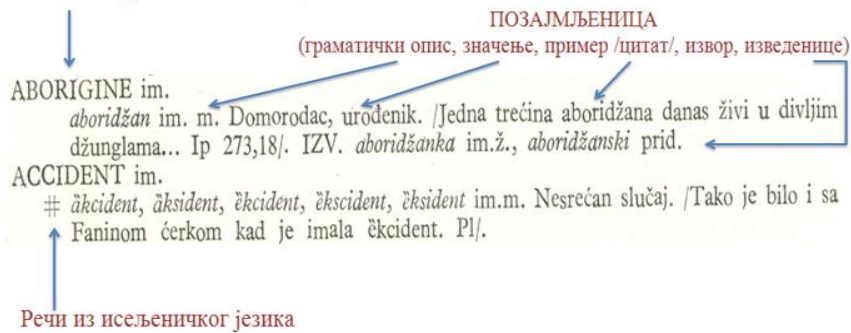 ПОЗАЈМЉЕНИЦА
(граматички опис, значење, пример /цитат/, извор, изведенице)
ABORIGINE im.
aboridžan im. m. Domorodac, urođenik. /Jedna trećina aboridžana danas živi u divljim
džunglama... Ip 273,18/. IZV. aboridžanka im.ž., aboridžanski prid.
ACCIDENT im.
# ȁkcident, ȁksident, ȅkcident, ȅkscident, ȅksident im.m. Nesrećan slučaj. /Tako je bilo i sa
Faninom ćerkom kad je imala ȅkcident. Pl/.
Речи из исељеничког језика